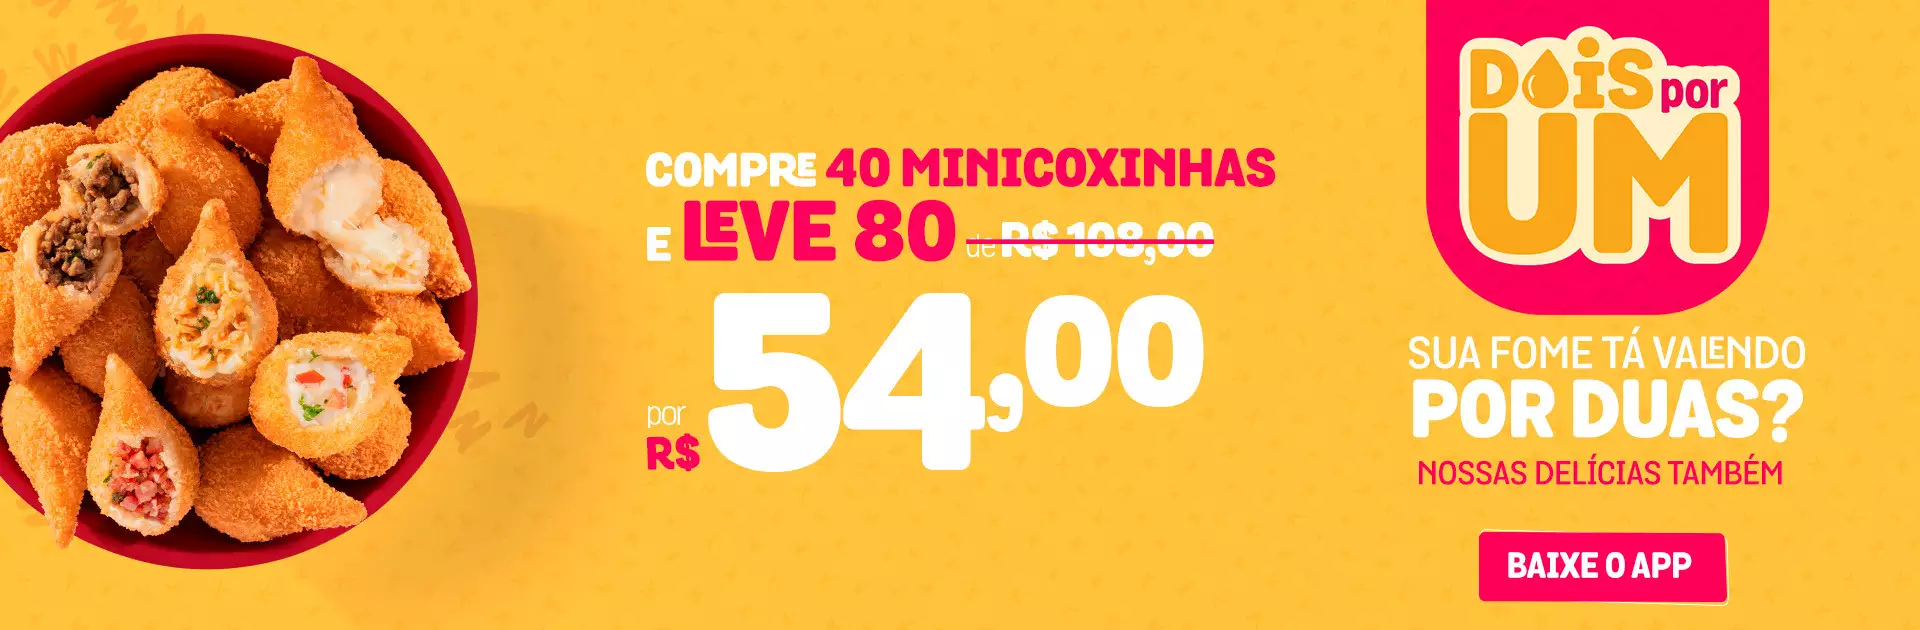 COMPRE 40 MINICOXINHAS
E LEVE 80 de R$ 108,00
por
R$ 54,00
DOiS por
UM
SUA FOME TÁ VALENDO
POR DUAS?
NOSSAS DELÍCIAS TAMBÉM
BAIXE O APP